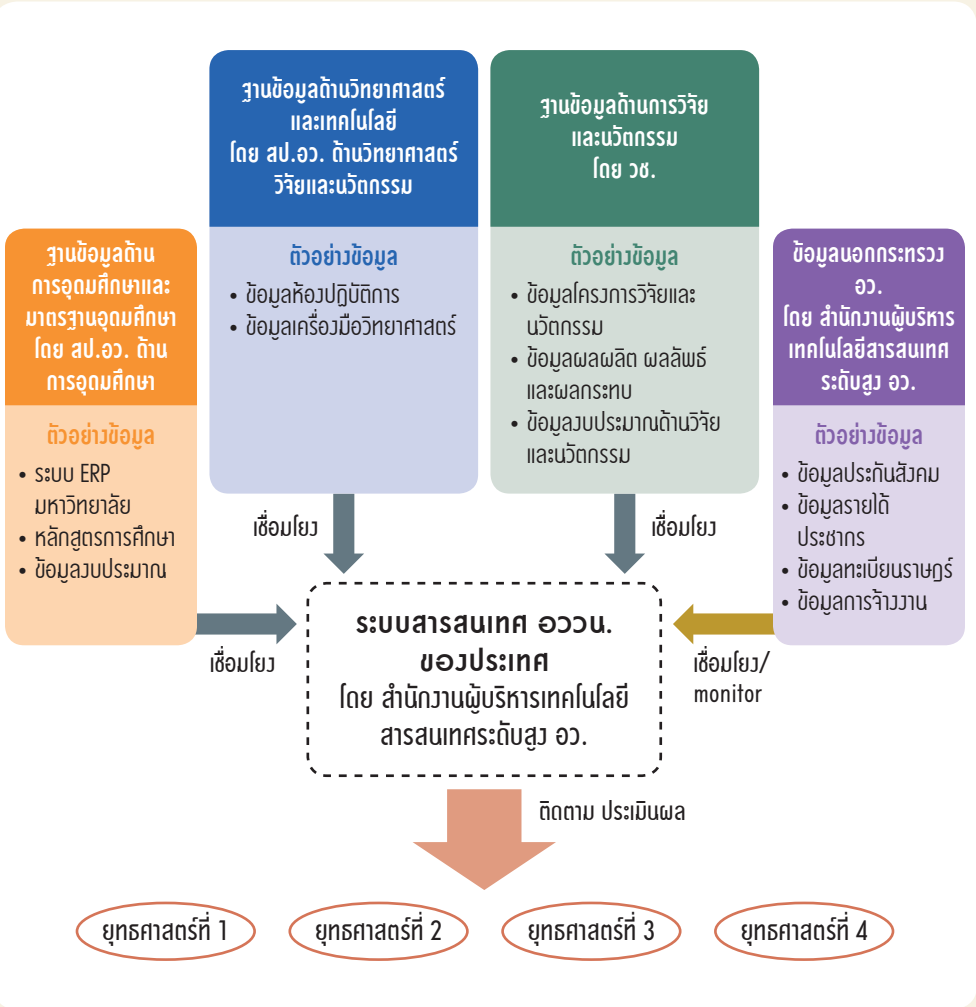 ฐานข้อมูลด้านวิทยาศาสตร์
และเทคโนโลยี
โดย สป.อว. ด้านวิทยาศาสตร์
วิจัยและนวัตกรรม
ตัวอย่างข้อมูล
• ข้อมูลห้องปฏิบัติการ
• ข้อมูลเครื่องมือวิทยาศาสตร์
ฐานข้อมูลด้านการวิจัย
และนวัตกรรม
โดย วช.
ตัวอย่างข้อมูล
• ข้อมูลโครงการวิจัยและ
นวัตกรรม
• ข้อมูลผลผลิต ผลลัพธ์
และผลกระทบ
• ข้อมูลงบประมาณด้านวิจัย
และนวัตกรรม
ฐานข้อมูลด้าน
การอุดมศึกษาและ
มาตรฐานอุดมศึกษา
โดย สป.อว. ด้าน
การอุดมศึกษา
ตัวอย่างข้อมูล
• ระบบ ERP
มหาวิทยาลัย
• หลักสูตรการศึกษา
• ข้อมูลงบประมาณ
ข้อมูลนอกกระทรวง
อว.
โดย สำนักงานผู้บริหาร
เทคโนโลยีสารสนเทศ
ระดับสูง อว.
ตัวอย่างข้อมูล
• ข้อมูลประกันสังคม
• ข้อมูลรายได้
ประชากร
• ข้อมูลทะเบียนราษฎร์
• ข้อมูลการจ้างงาน
เชื่อมโยง
เชื่อมโยง
เชื่อมโยง
เชื่อมโยง/
monitor
ระบบสารสนเทศ อววน.
ของประเทศ
โดย สำนักงานผู้บริหารเทคโนโลยี
สารสนเทศระดับสูง อว.
ติดตาม ประเมินผล
ยุทธศาสตร์ที่ 1
ยุทธศาสตร์ที่ 2
ยุทธศาสตร์ที่ 3
ยุทธศาสตร์ที่ 4